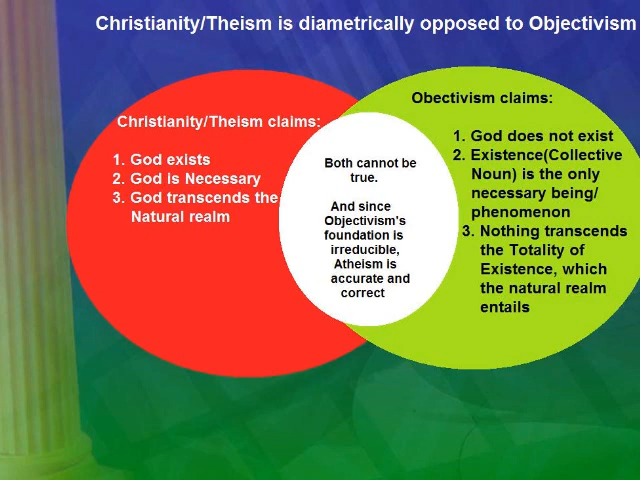 Christianity/Theism is diametrically opposed to Objectivism
Christianity/Theism claims:
1. God exists
2. God is Necessary
3. God transcends the
Natural realm
Both cannot be
true.
And since
Objectivism's
foundation is
irreducible,
Atheism is
accurate and
correct
Obectivism claims:
1. God does not exist
2. Existence(Collective
Noun) is the only
necessary being/
phenomenon
3. Nothing transcends
the Totality of
Existence, which
the natural realm
entails